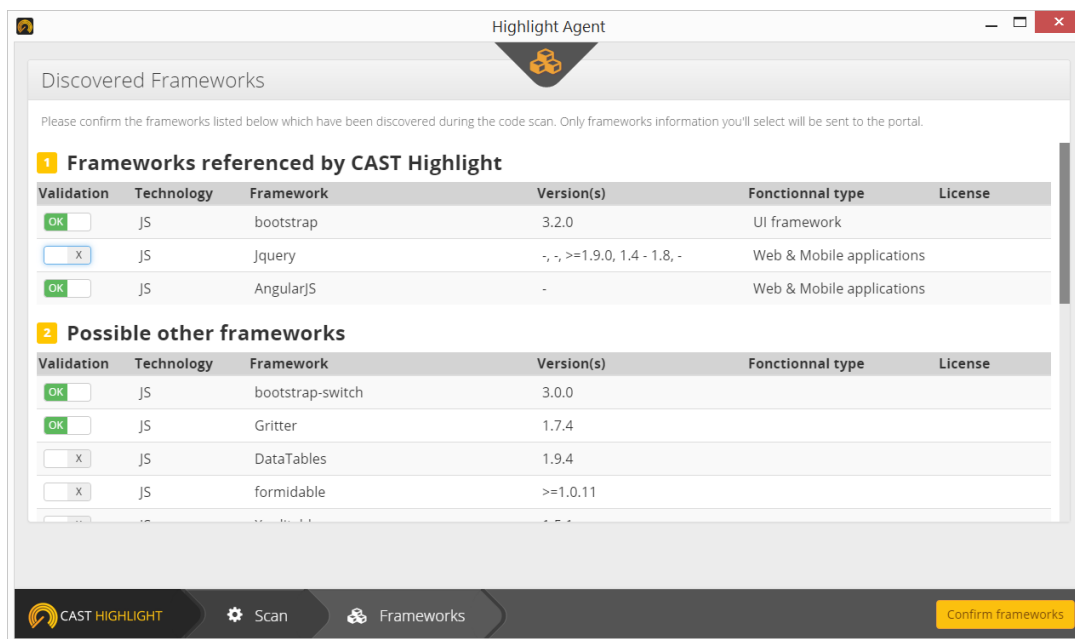 Highlight Agent
Discovered Frameworks
Please confirm the frameworks listed below which have been discovered during the code scan. Only frameworks information you'll select will be sent to the portal.
1 Frameworks referenced by CAST Highlight
Validation Technology Framework Version(s) Fonctionnal type License
OK JS bootstrap 3.2.0 UI framework
X JS Jquery -, -, >=1.9.0, 1.4 - 1.8, - Web & Mobile applications
OK JS AngularJS - Web & Mobile applications
2 Possible other frameworks
Validation Technology Framework Version(s) Fonctionnal type License
OK JS bootstrap-switch 3.0.0
OK JS Gritter 1.7.4
X JS DataTables 1.9.4
X JS formidable >=1.0.11
CAST HIGHLIGHT Scan Frameworks Confirm frameworks